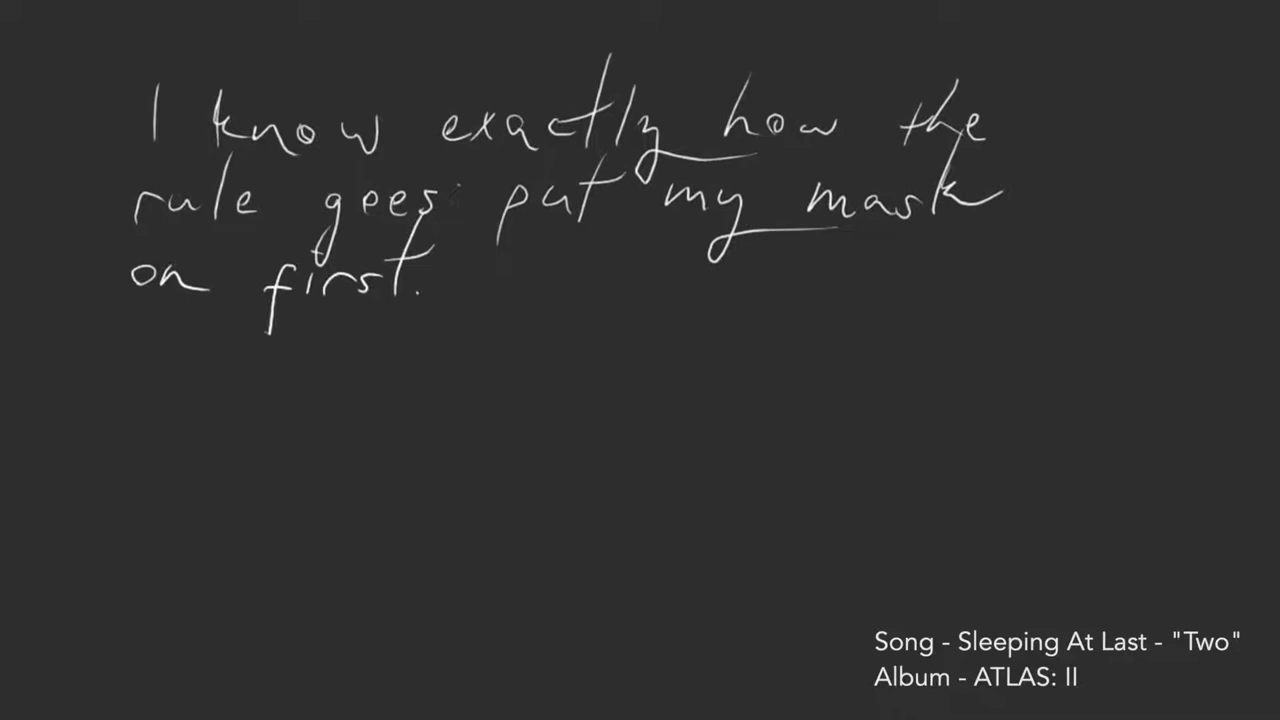 I know exactly how the
rule goes put my mask
on first.
Song - Sleeping At Last - "Two"
Album - ATLAS: II